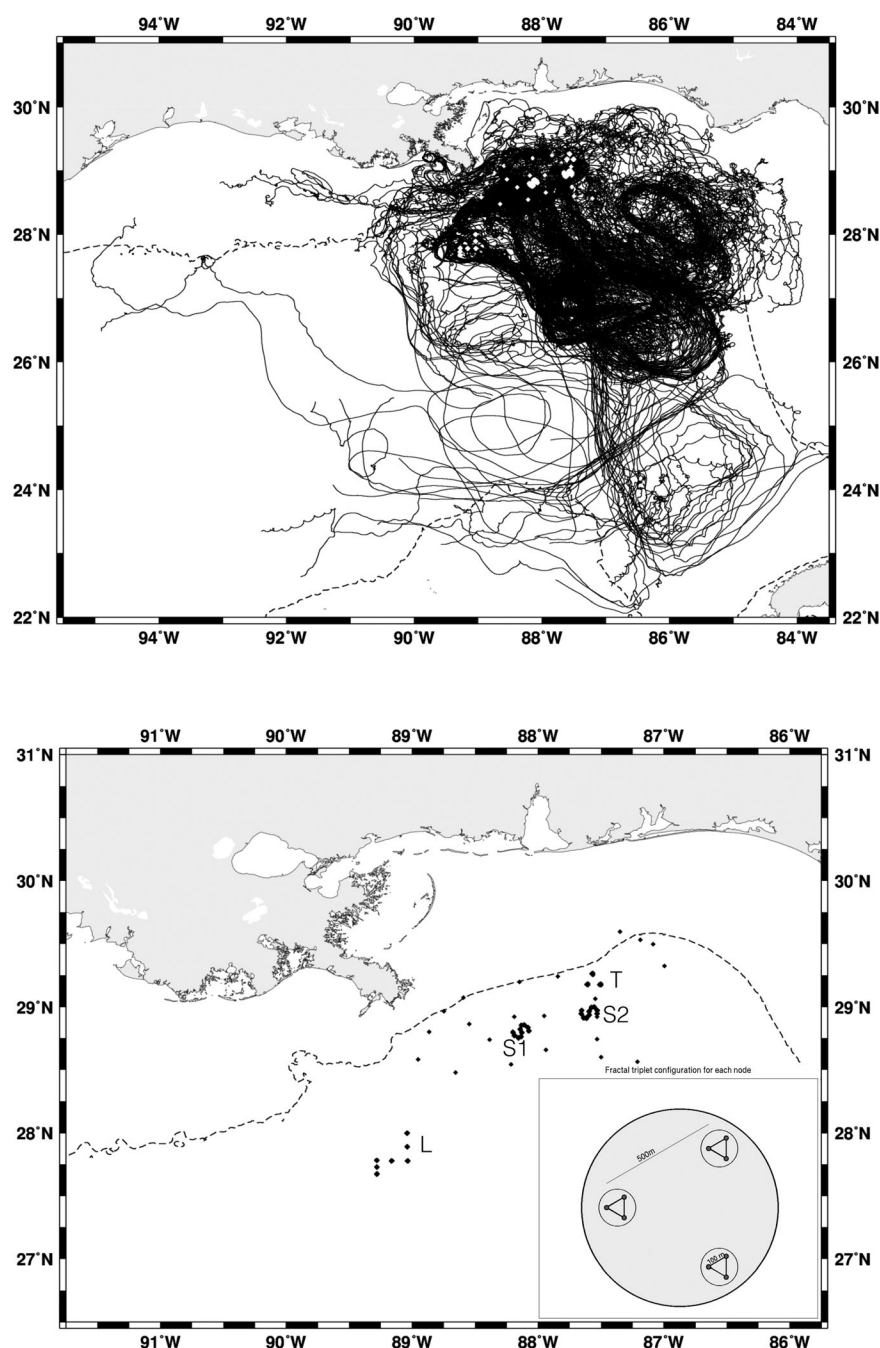 94˚W 92˚W 90˚W 88˚W 86˚W 84˚W
30˚N 30˚N
28˚N 28˚N
26˚N 26˚N
24˚N 24˚N
22˚N 22˚N
94˚W 92˚W 90˚W 88˚W 86˚W 84˚W
91˚W 90˚W 89˚W 88˚W 87˚W 86˚W
31˚N 31˚N
30˚N 30˚N
29˚N 29˚N
T
S2
S1
Fractal triplet configuration for each node
28˚N 28˚N
L
500m
27˚N 27˚N
100 m
91˚W 90˚W 89˚W 88˚W 87˚W 86˚W